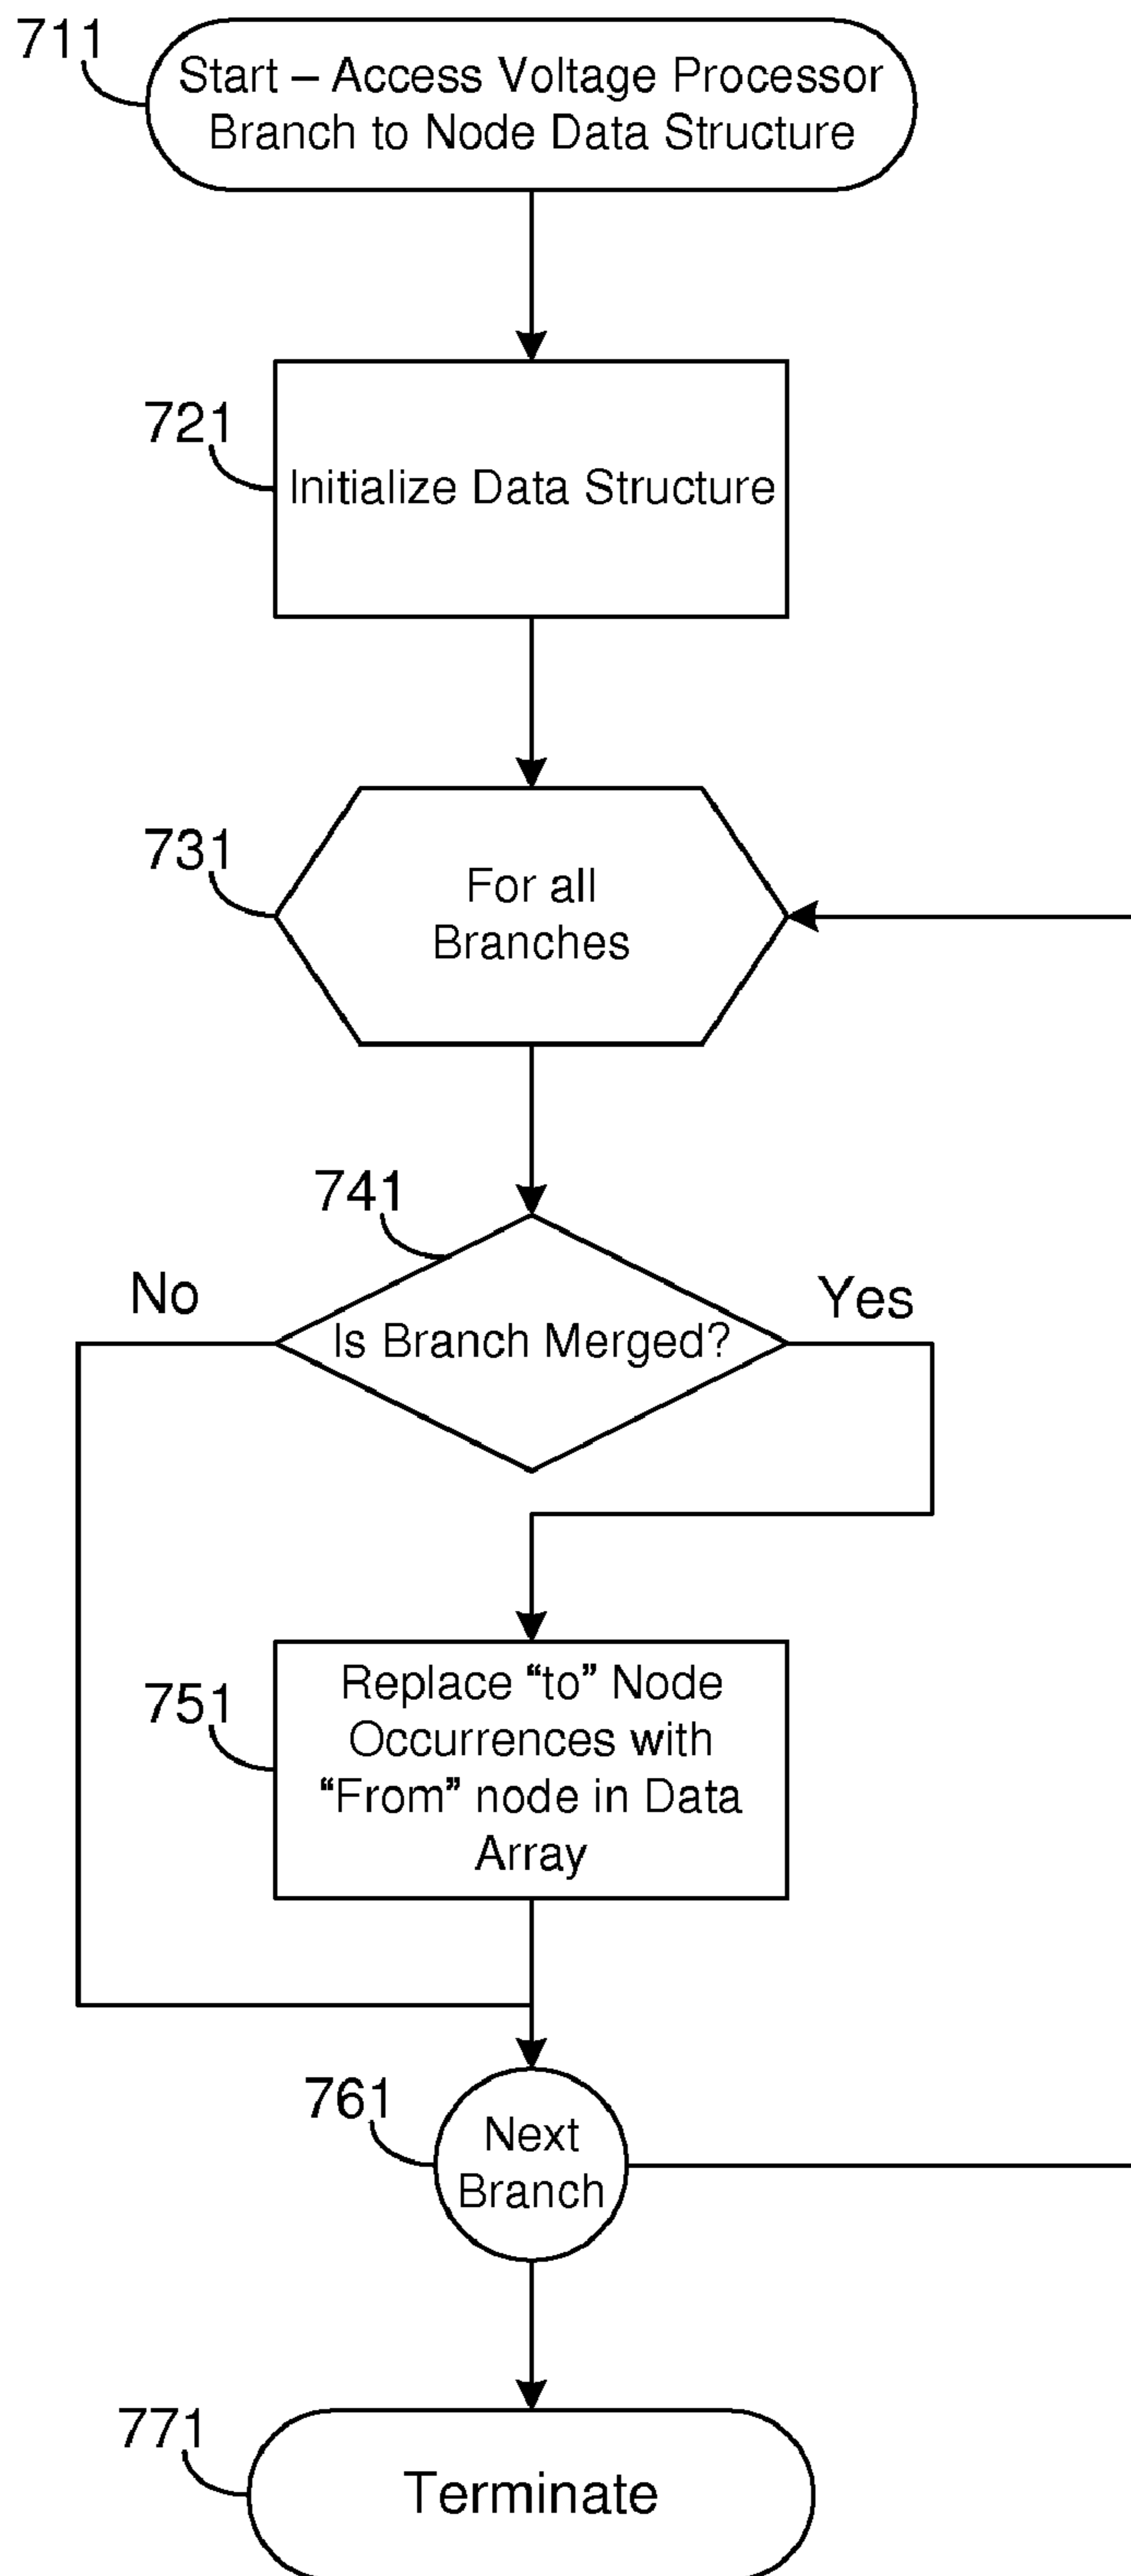 711
Start – Access Voltage Processor
Branch to Node Data Structure
721
Initialize Data Structure
731
For all
Branches
741
No
Yes
Is Branch Merged?
751
Replace “to” Node
Occurrences with
“From” node in Data
Array
761
Next
Branch
771
Terminate